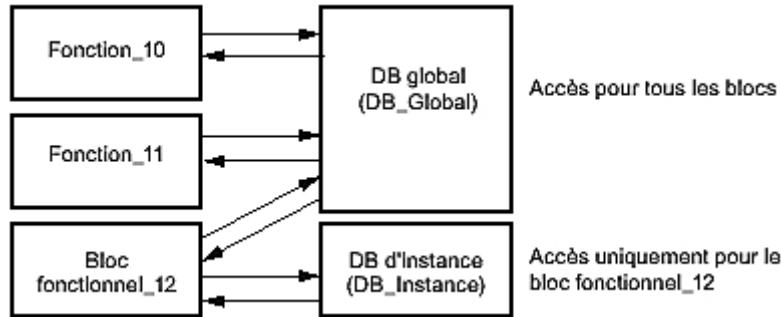 Fonction_10
DB global
(DB_Global)
Accès pour tous les blocs
Fonction_11
Bloc
fonctionnel_12
DB d'Instance
(DB_Instance)
Accès uniquement pour le
bloc fonctionnel_12